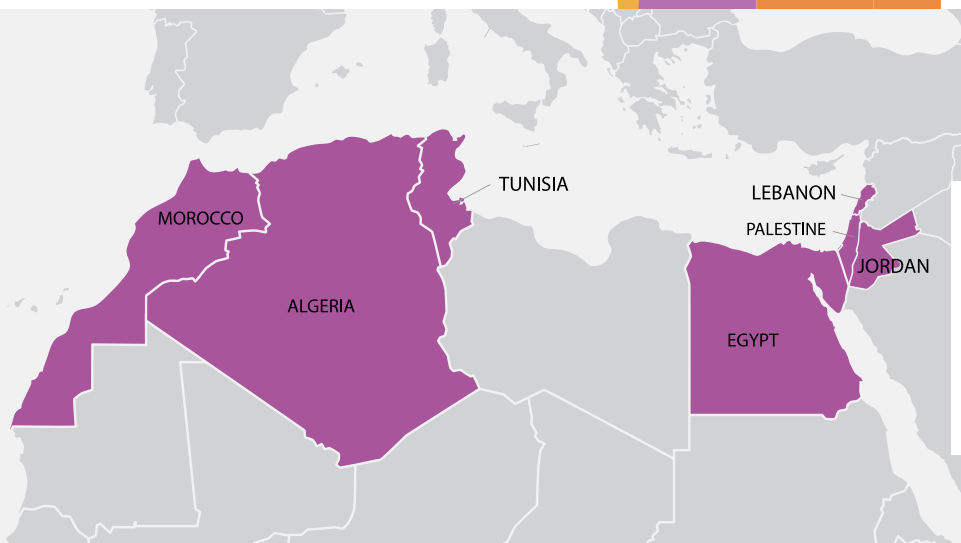 TUNISIA
LEBANON
MOROCCO
PALESTINE
JORDAN
ALGERIA
EGYPT